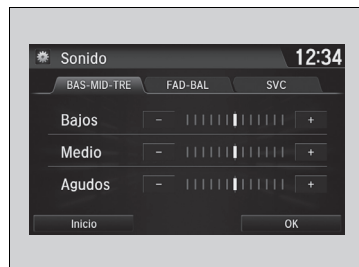 Sonido 12:34
BAS-MID-TRE FAD-BAL SVC
Bajos - +
Medio - +
Agudos - +
Inicio OK